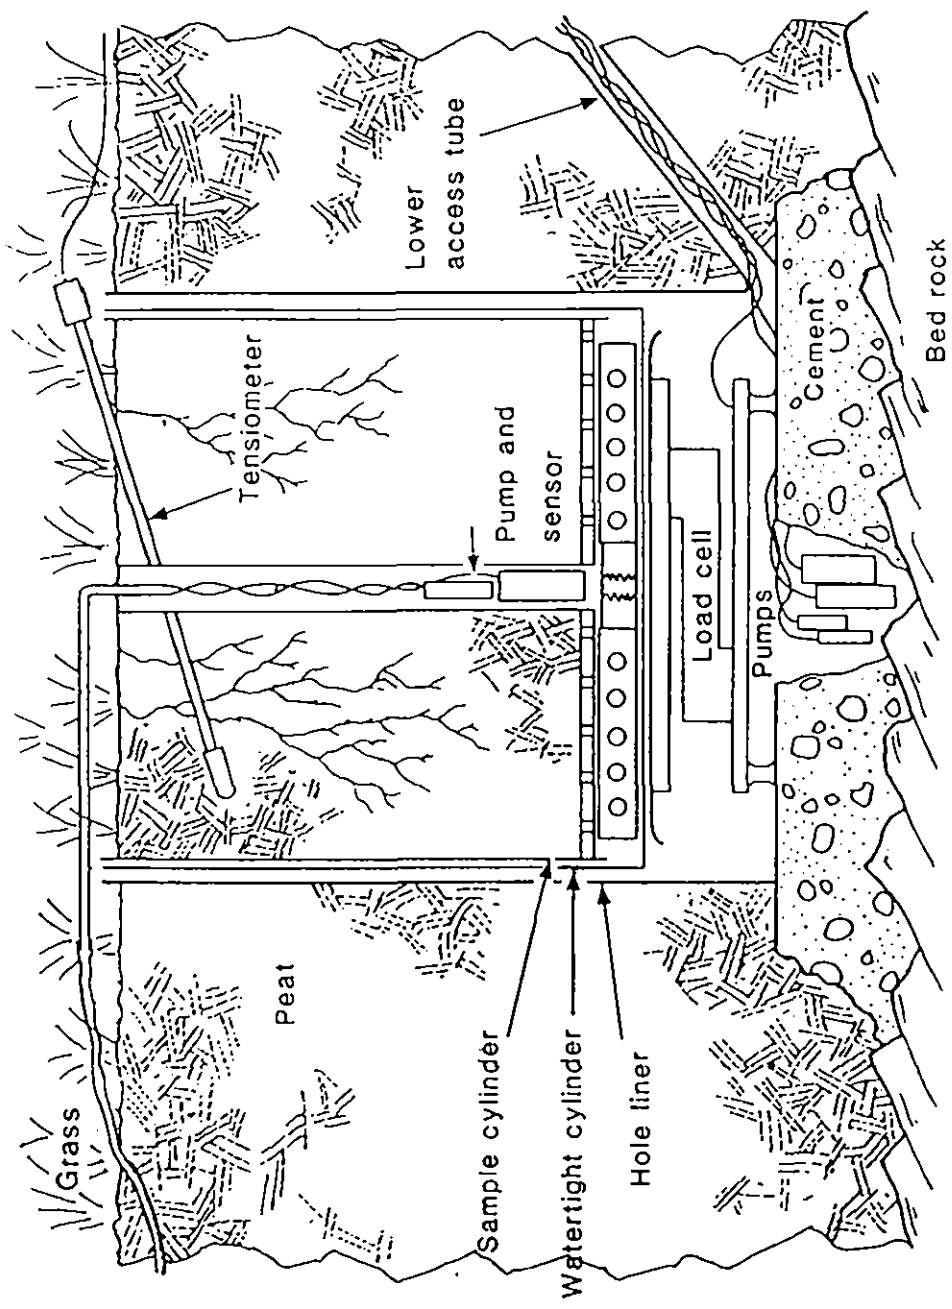 Grass
Peat
Sample cylinder
Watertight cylinder
Hole liner
Tensiometer
Pump and
sensor
Load cell
Pumps
Lower
access tube
Cement
Bed rock